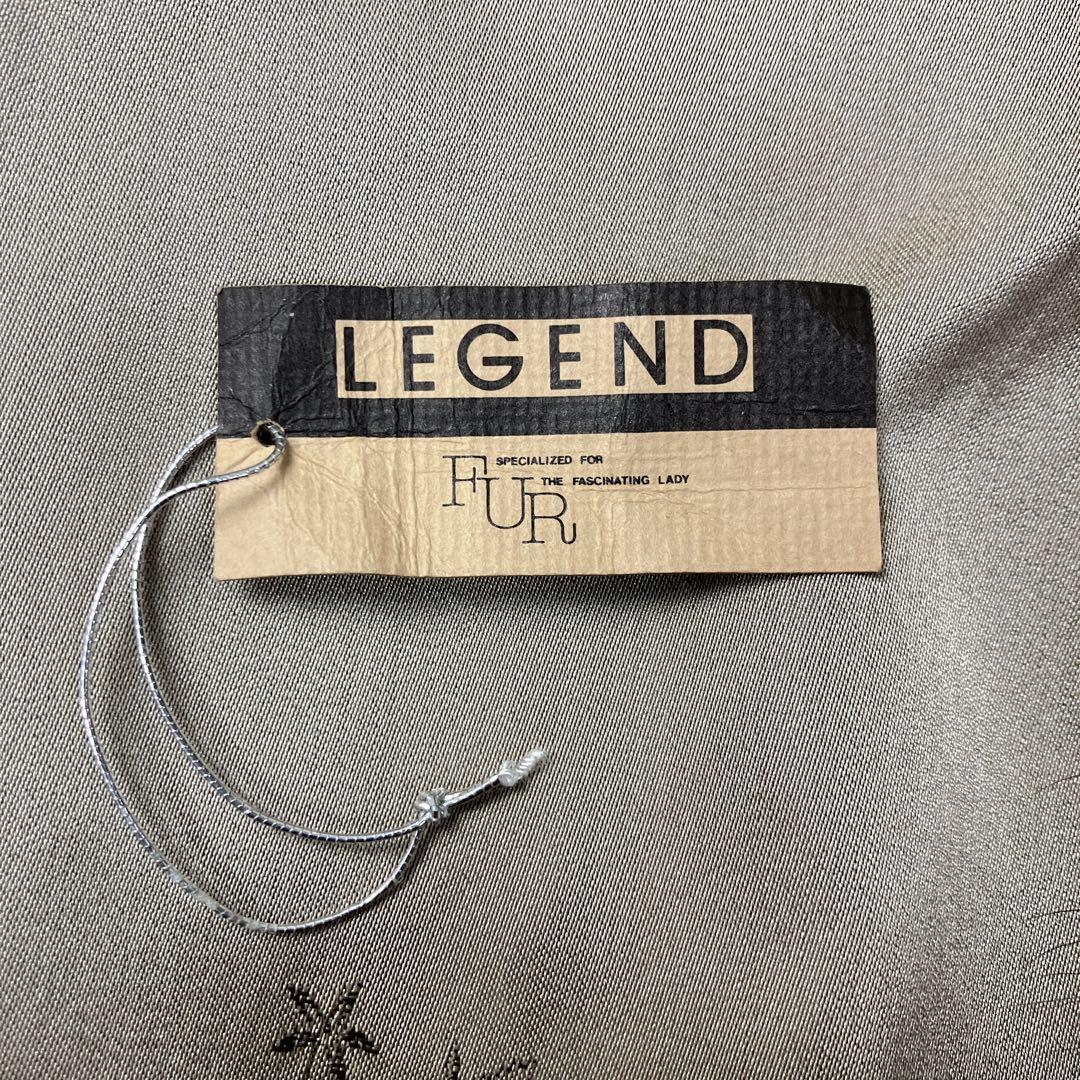 LEGEND
SPECIALIZED FOR
FUR THE FASCINATING LADY